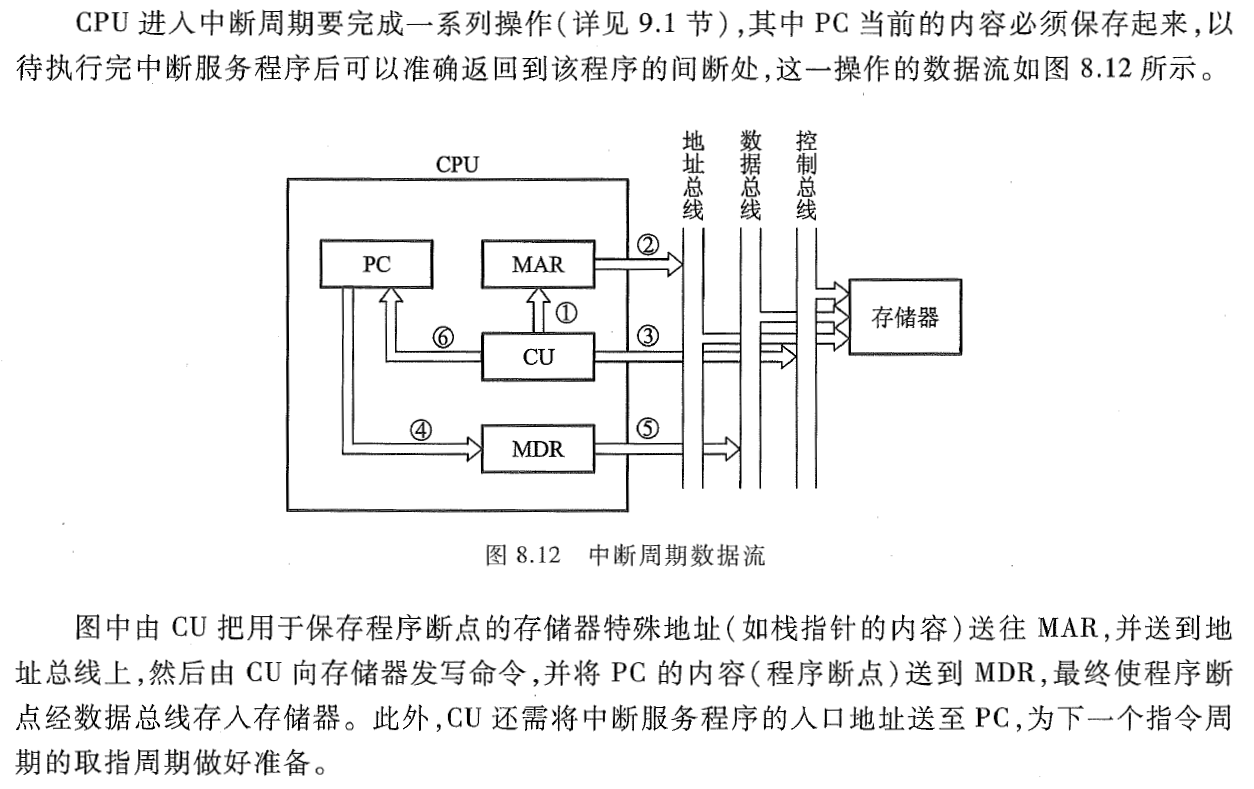 CPU 进入中断周期要完成一系列操作(详见 9.1 节),其中 PC 当前的内容必须保存起来,以
待执行完中断服务程序后可以准确返回到该程序的间断处,这一操作的数据流如图 8.12 所示。
地址总线
数据总线
控制总线
CPU
②
PC
MAR
①
存储器
⑥
CU
③
④
MDR
⑤
图 8.12 中断周期数据流
图中由 CU 把用于保存程序断点的存储器特殊地址(如栈指针的内容)送往 MAR,并送到地
址总线上,然后由 CU 向存储器发写命令,并将 PC 的内容(程序断点)送到 MDR,最终使程序断
点经数据总线存入存储器。此外,CU 还需将中断服务程序的入口地址送至 PC,为下一个指令周
期的取指周期做好准备。